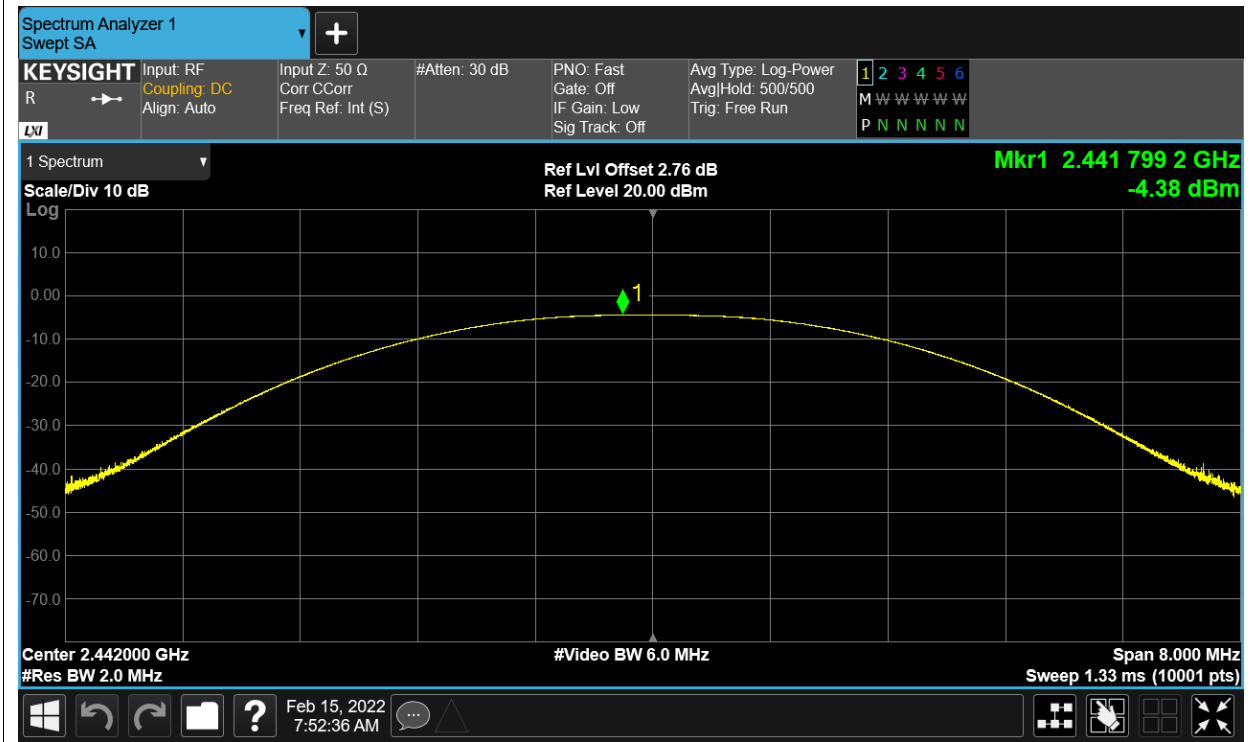 Spectrum Analyzer 1
Swept SA
KEYSIGHT
R
LXI
Input: RF
Coupling: DC
Align: Auto
Input Z: 50 Ω
Corr CCorr
Freq Ref: Int (S)
#Atten: 30 dB
PNO: Fast
Gate: Off
IF Gain: Low
Sig Track: Off
Avg Type: Log-Power
Avg|Hold: 500/500
Trig: Free Run
1 2 3 4 5 6
M W W W W W
P N N N N N
1 Spectrum
Scale/Div 10 dB
Log
Ref Lvl Offset 2.76 dB
Ref Level 20.00 dBm
Mkr1 2.441 799 2 GHz
-4.38 dBm
10.0
0.00
1
-10.0
-20.0
-30.0
-40.0
-50.0
-60.0
-70.0
Center 2.442000 GHz
#Res BW 2.0 MHz
#Video BW 6.0 MHz
Span 8.000 MHz
Sweep 1.33 ms (10001 pts)
?
Feb 15, 2022
7:52:36 AM